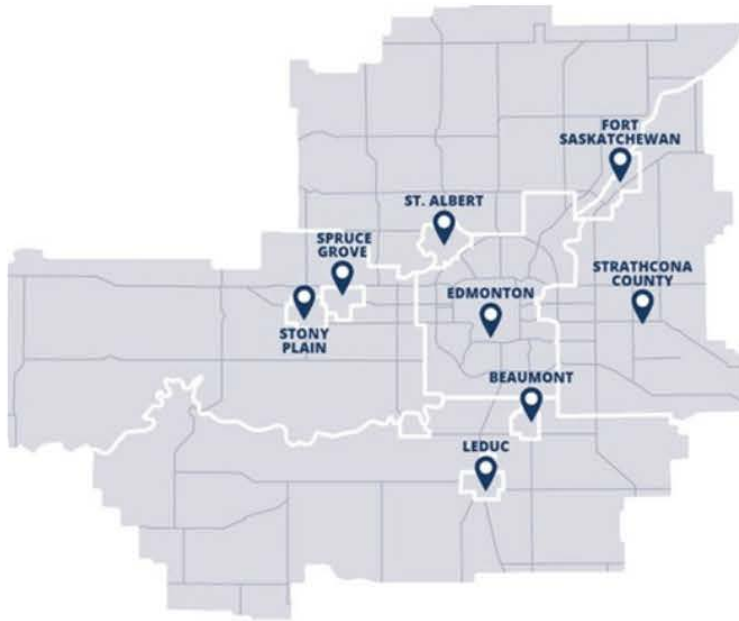 FORT
SASKATCHEWAN
ST. ALBERT
SPRUCE
GROVE
STRATHCONA
COUNTY
EDMONTON
STONY
PLAIN
BEAUMONT
LEDUC